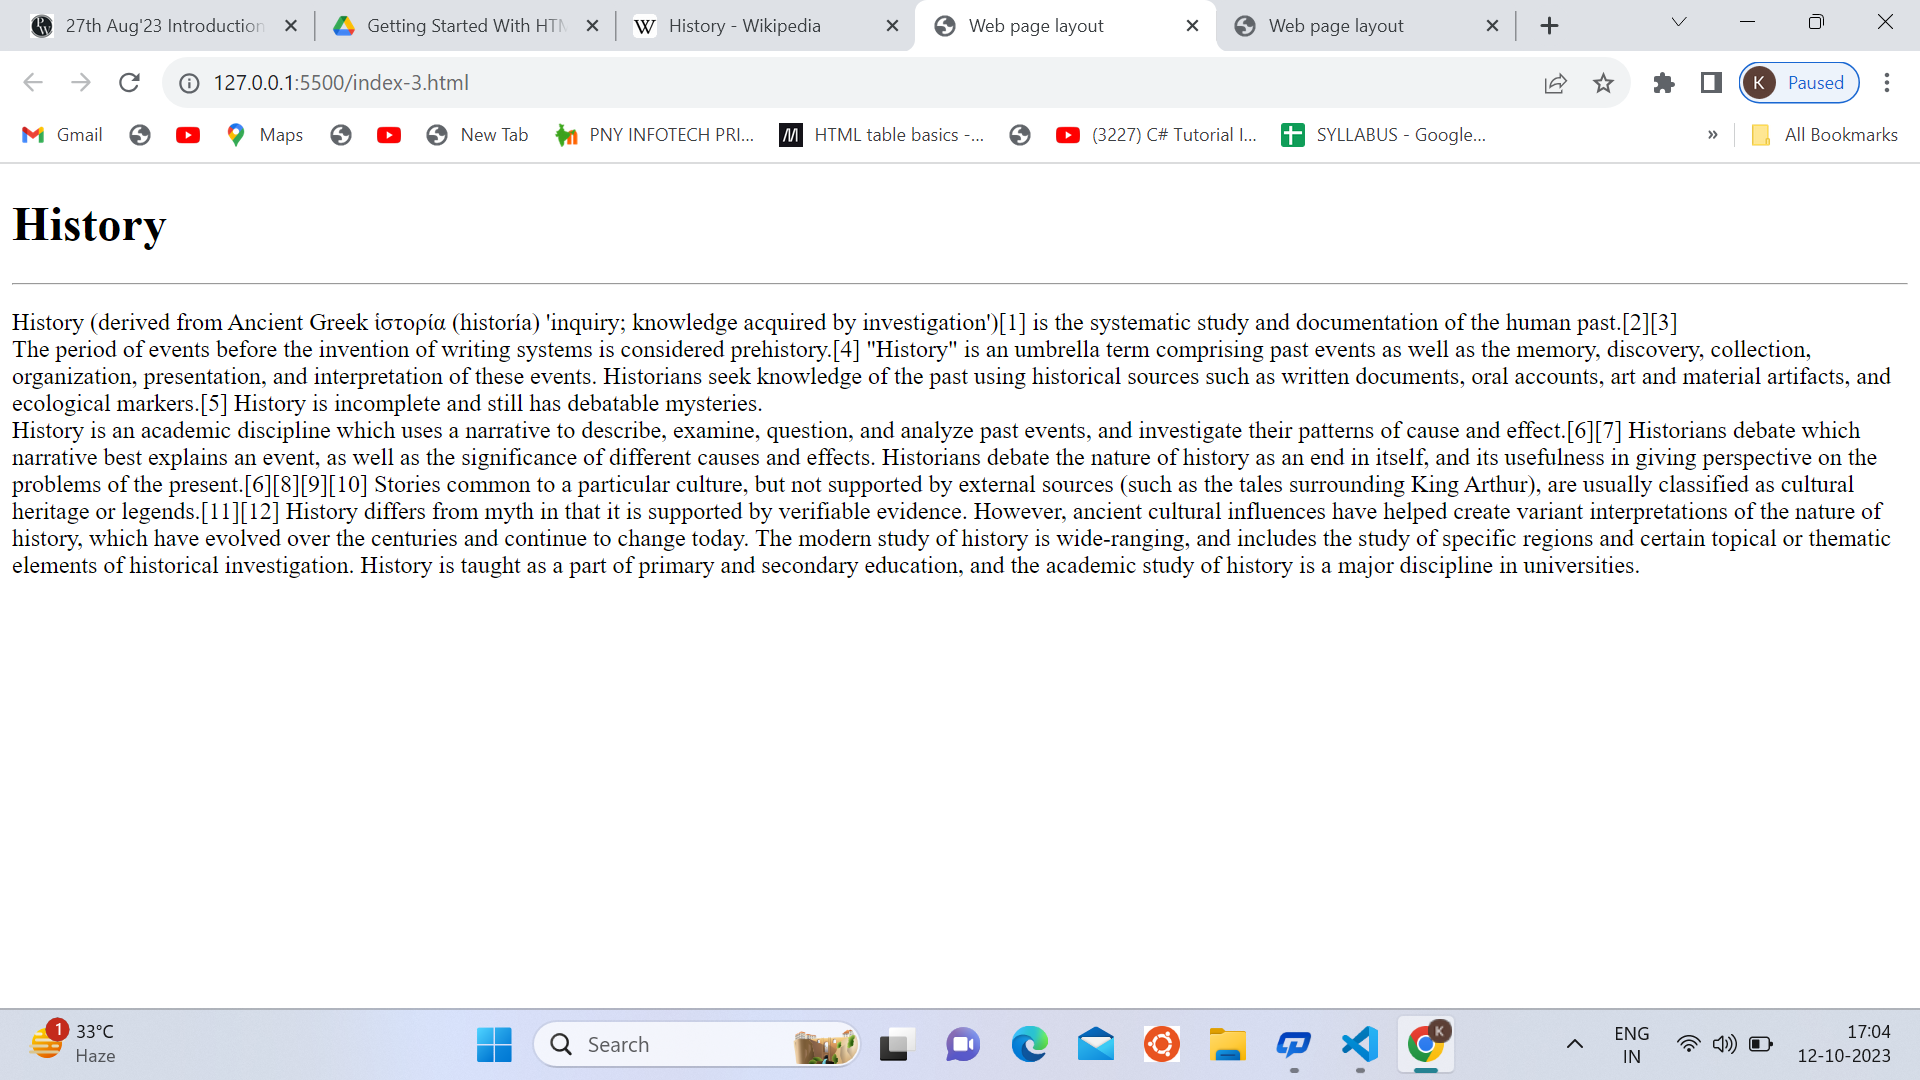 27th Aug'23 Introduction
Getting Started With HTM
History - Wikipedia
Web page layout
Web page layout
127.0.0.1:5500/index-3.html
K Paused
Gmail
Maps
New Tab
PNY INFOTECH PRI...
HTML table basics -...
(3227) C# Tutorial I...
SYLLABUS - Google...
» All Bookmarks
History
History (derived from Ancient Greek ἱστορία (historía) 'inquiry; knowledge acquired by investigation')[1] is the systematic study and documentation of the human past.[2][3]
The period of events before the invention of writing systems is considered prehistory.[4] "History" is an umbrella term comprising past events as well as the memory, discovery, collection,
organization, presentation, and interpretation of these events. Historians seek knowledge of the past using historical sources such as written documents, oral accounts, art and material artifacts, and
ecological markers.[5] History is incomplete and still has debatable mysteries.
History is an academic discipline which uses a narrative to describe, examine, question, and analyze past events, and investigate their patterns of cause and effect.[6][7] Historians debate which
narrative best explains an event, as well as the significance of different causes and effects. Historians debate the nature of history as an end in itself, and its usefulness in giving perspective on the
problems of the present.[6][8][9][10] Stories common to a particular culture, but not supported by external sources (such as the tales surrounding King Arthur), are usually classified as cultural
heritage or legends.[11][12] History differs from myth in that it is supported by verifiable evidence. However, ancient cultural influences have helped create variant interpretations of the nature of
history, which have evolved over the centuries and continue to change today. The modern study of history is wide-ranging, and includes the study of specific regions and certain topical or thematic
elements of historical investigation. History is taught as a part of primary and secondary education, and the academic study of history is a major discipline in universities.
1
33°C
Haze
Search
K
ENG
IN
17:04
12-10-2023